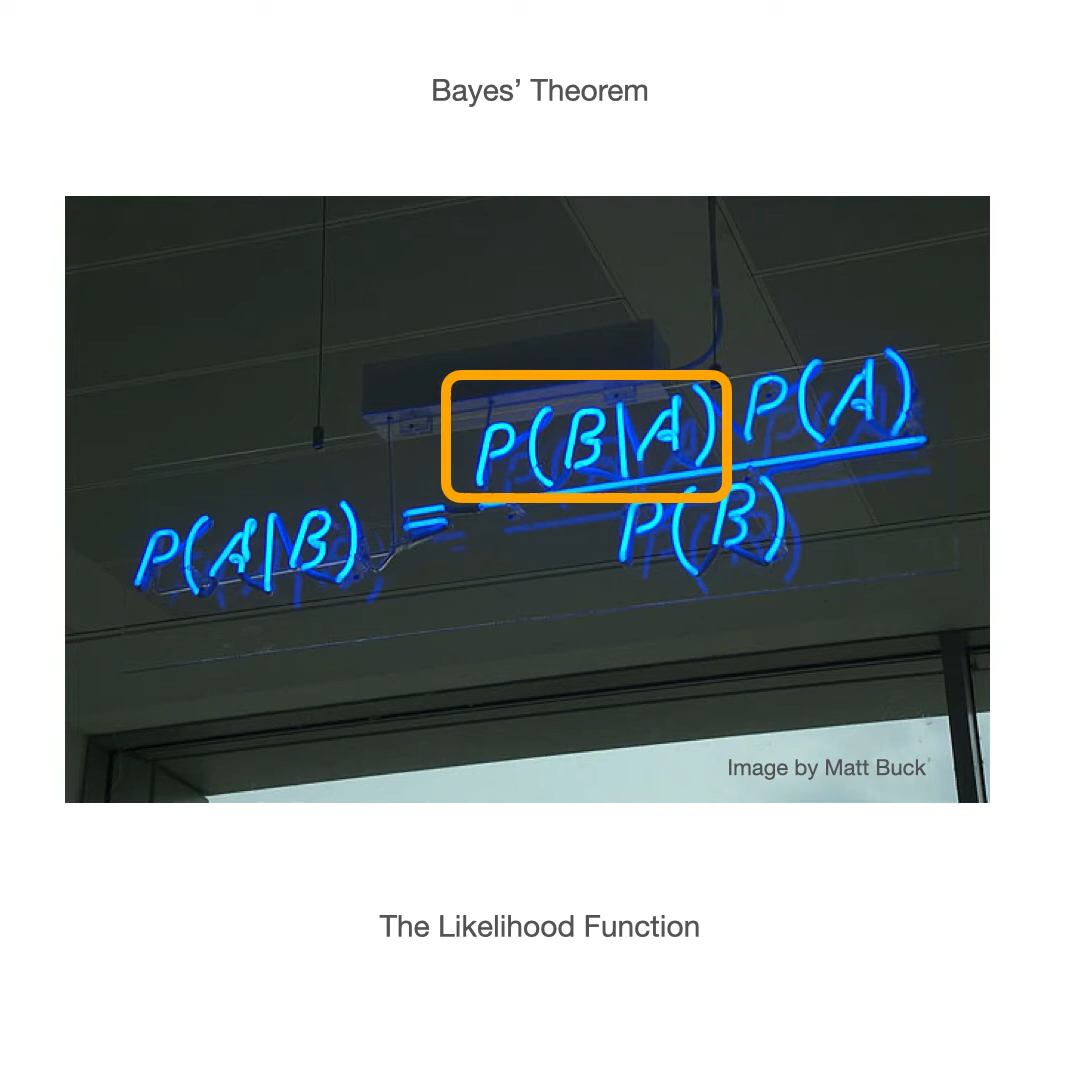 Bayes’ Theorem
P(A|B) = P(B|A) P(A)
P(B)
Image by Matt Buck
The Likelihood Function